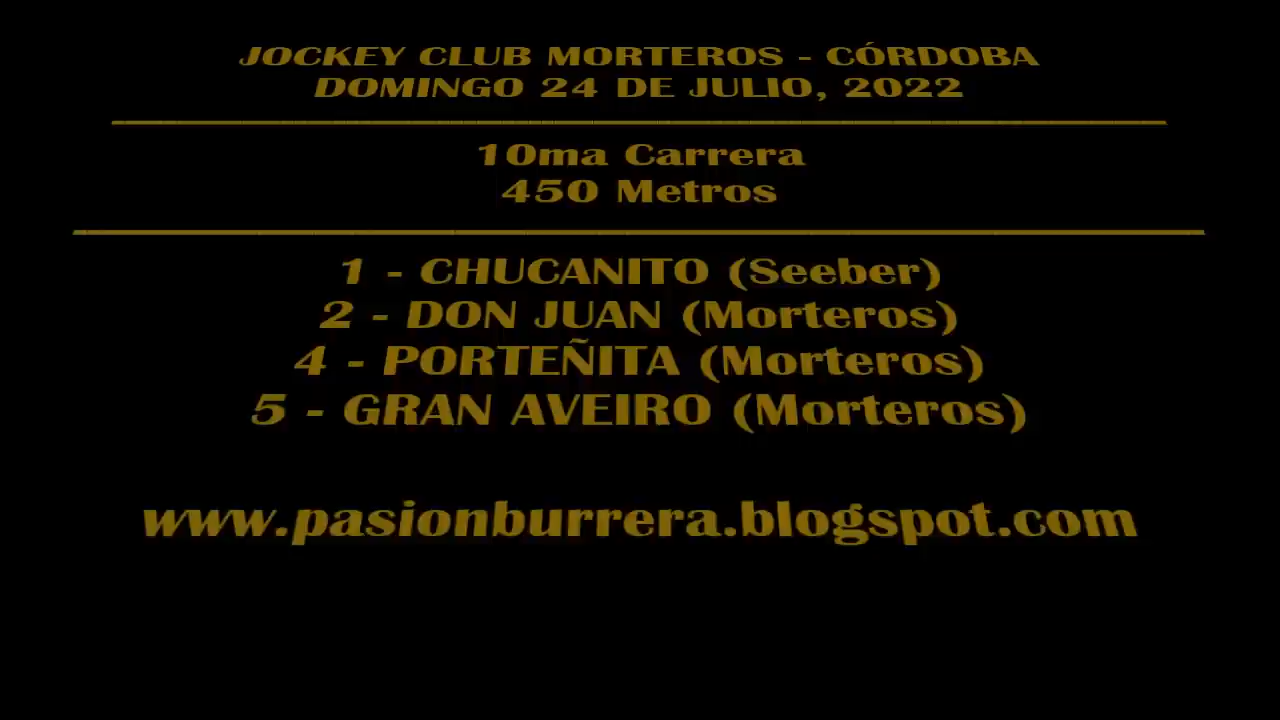 JOCKEY CLUB MORTEROS - CÓRDOBA
DOMINGO 24 DE JULIO, 2022
10ma Carrera
450 Metros
1 - CHUCANITO (Seeber)
2 - DON JUAN (Morteros)
4 - PORTEÑITA (Morteros)
5 - GRAN AVEIRO (Morteros)
www.pasionburrera.blogspot.com